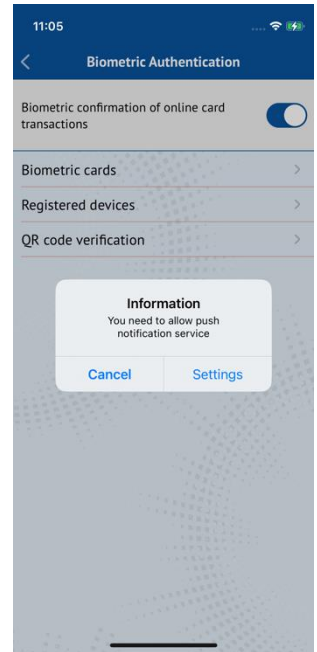 11:05
Biometric Authentication
Biometric confirmation of online card
transactions
Biometric cards
Registered devices
QR code verification
Information
You need to allow push
notification service
Cancel Settings